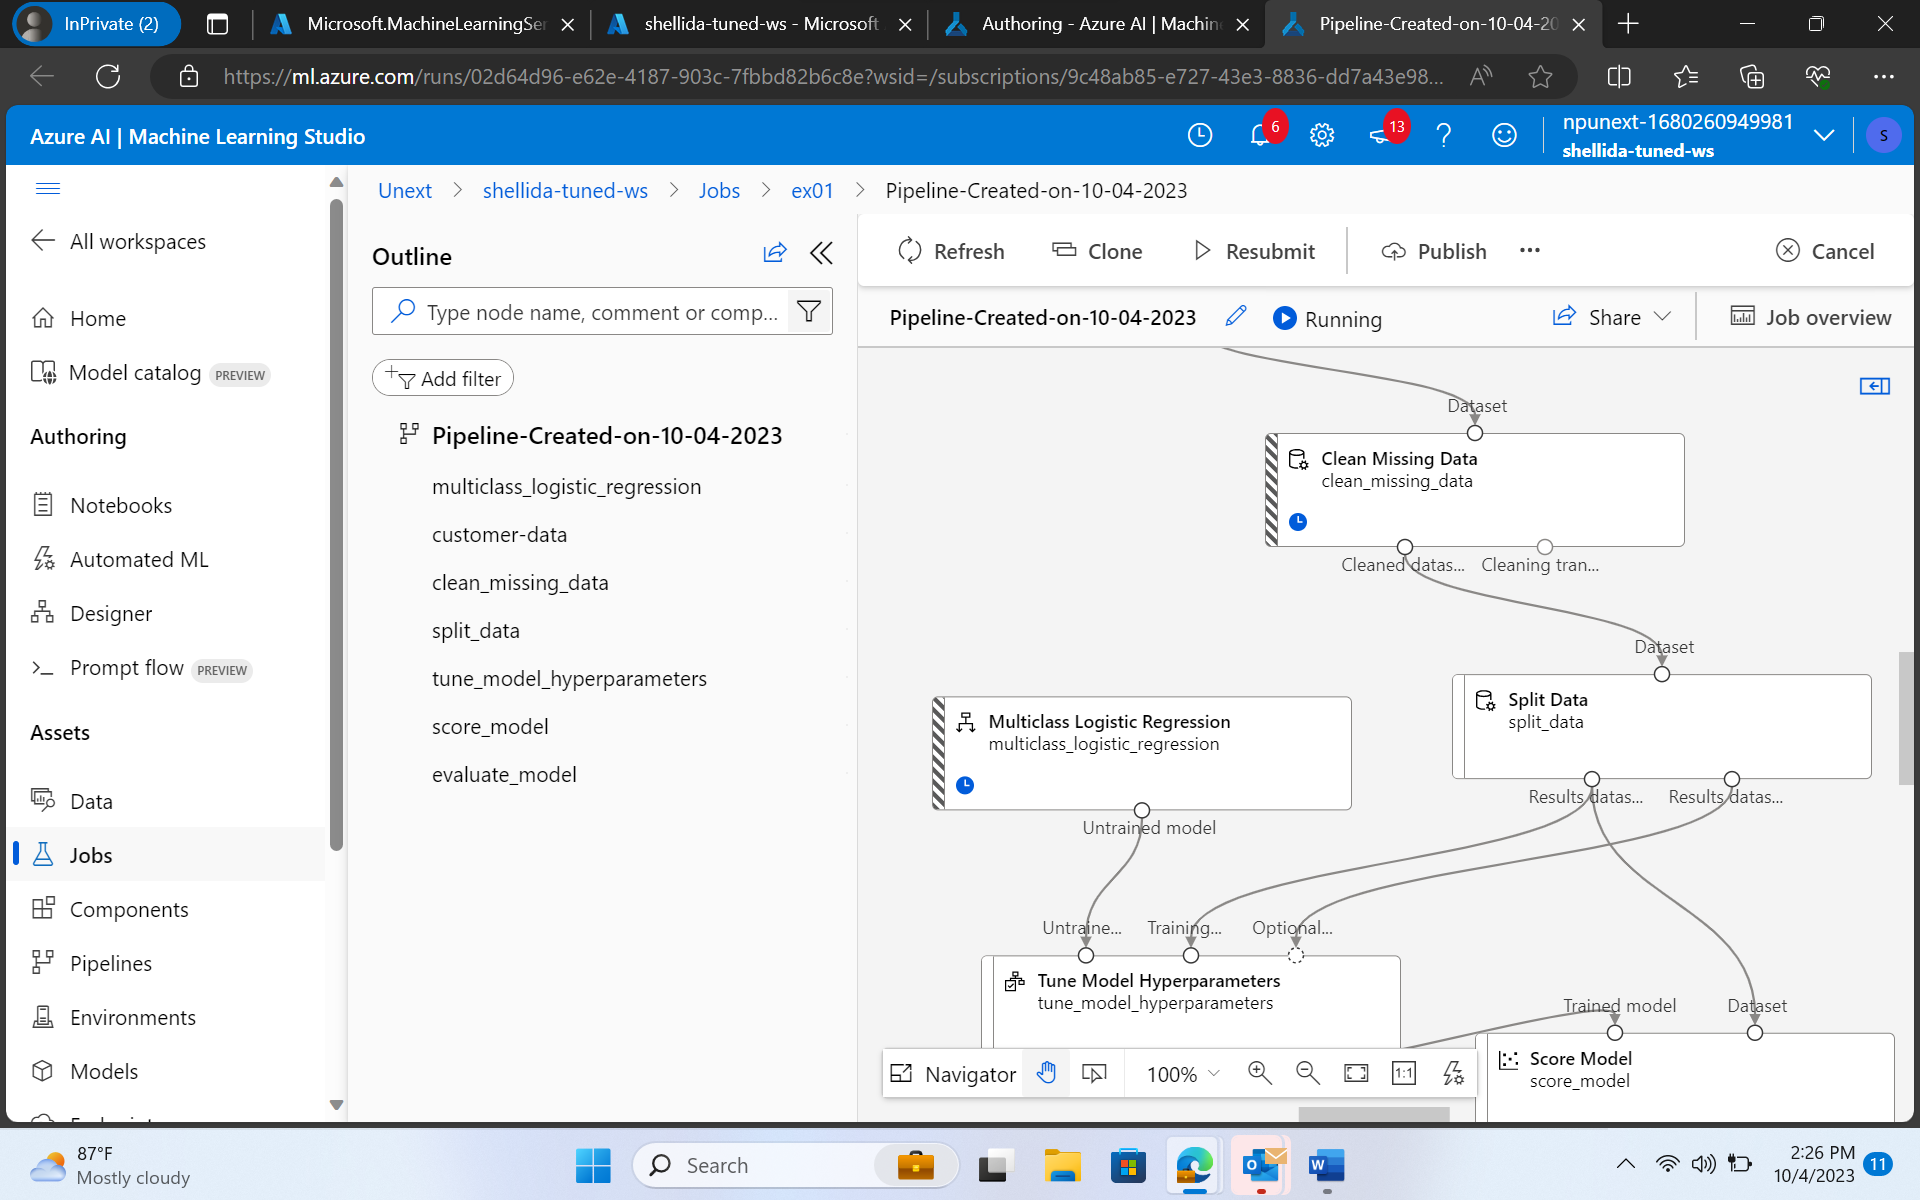 InPrivate (2)
Microsoft.MachineLearningSer
shellida-tuned-ws - Microsoft
Authoring - Azure AI | Machine
Pipeline-Created-on-10-04-20
https://ml.azure.com/runs/02d64d96-e62e-4187-903c-7fbbd82b6c8e?wsid=/subscriptions/9c48ab85-e727-43e3-8836-dd7a43e98...
Azure AI | Machine Learning Studio
6
13
npunext-1680260949981
shellida-tuned-ws
S
Unext > shellida-tuned-ws > Jobs > ex01 > Pipeline-Created-on-10-04-2023
All workspaces
Home
Model catalog PREVIEW
Authoring
Notebooks
Automated ML
Designer
Prompt flow PREVIEW
Assets
Data
Jobs
Components
Pipelines
Environments
Models
Outline
Type node name, comment or comp...
Add filter
Pipeline-Created-on-10-04-2023
multiclass_logistic_regression
customer-data
clean_missing_data
split_data
tune_model_hyperparameters
score_model
evaluate_model
Refresh
Clone
Resubmit
Publish
...
Cancel
Pipeline-Created-on-10-04-2023
Running
Share
Job overview
Dataset
Clean Missing Data
clean_missing_data
Cleaned datas...
Cleaning tran...
Dataset
Split Data
split_data
Results datas...
Results datas...
Multiclass Logistic Regression
multiclass_logistic_regression
Untrained model
Untraine...
Training...
Optional...
Tune Model Hyperparameters
tune_model_hyperparameters
Trained model
Dataset
Score Model
score_model
Navigator
100%
1:1
87°F
Mostly cloudy
Search
2:26 PM
10/4/2023
11